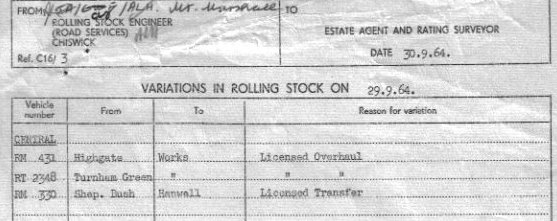 FROM Mr. Marshall TO
ROLLING STOCK ENGINEER
(ROAD SERVICES)
CHISWICK
Ref. C16/ 3
ESTATE AGENT AND RATING SURVEYOR
DATE 30.9.64.
VARIATIONS IN ROLLING STOCK ON 29.9.64.
Vehicle number From To Reason for variation
CENTRAL
RM 431 Highgate Works Licensed Overhaul
RT 2348 Turnham Green " " "
RM 330 Shep. Bush Hanwell Licensed Transfer